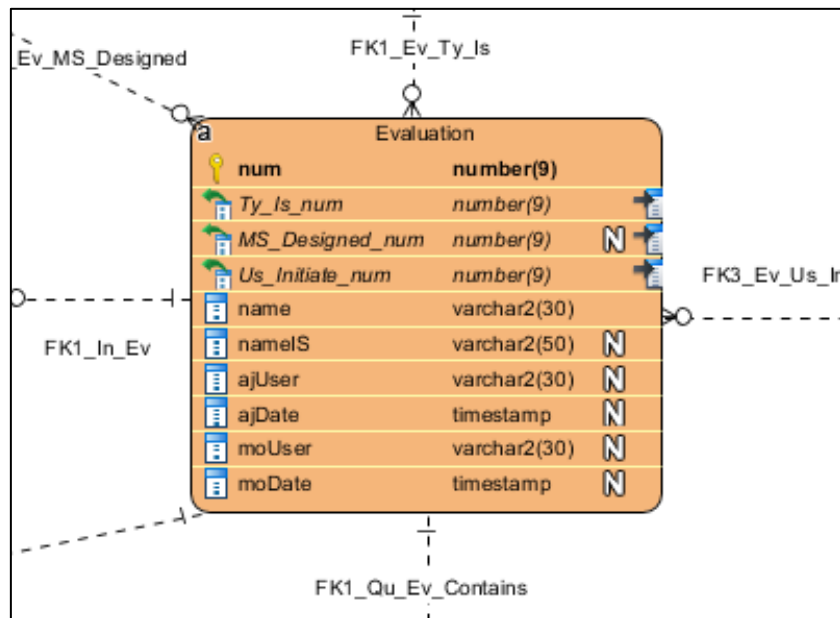 _Ev_MS_Designed
FK1_Ev_Ty_Is
a
Evaluation
num number(9)
Ty_Is_num number(9)
MS_Designed_num number(9) N
Us_Initiate_num number(9)
FK3_Ev_Us_In
name varchar2(30)
FK1_In_Ev
nameIS varchar2(50) N
ajUser varchar2(30) N
ajDate timestamp N
moUser varchar2(30) N
moDate timestamp N
FK1_Qu_Ev_Contains